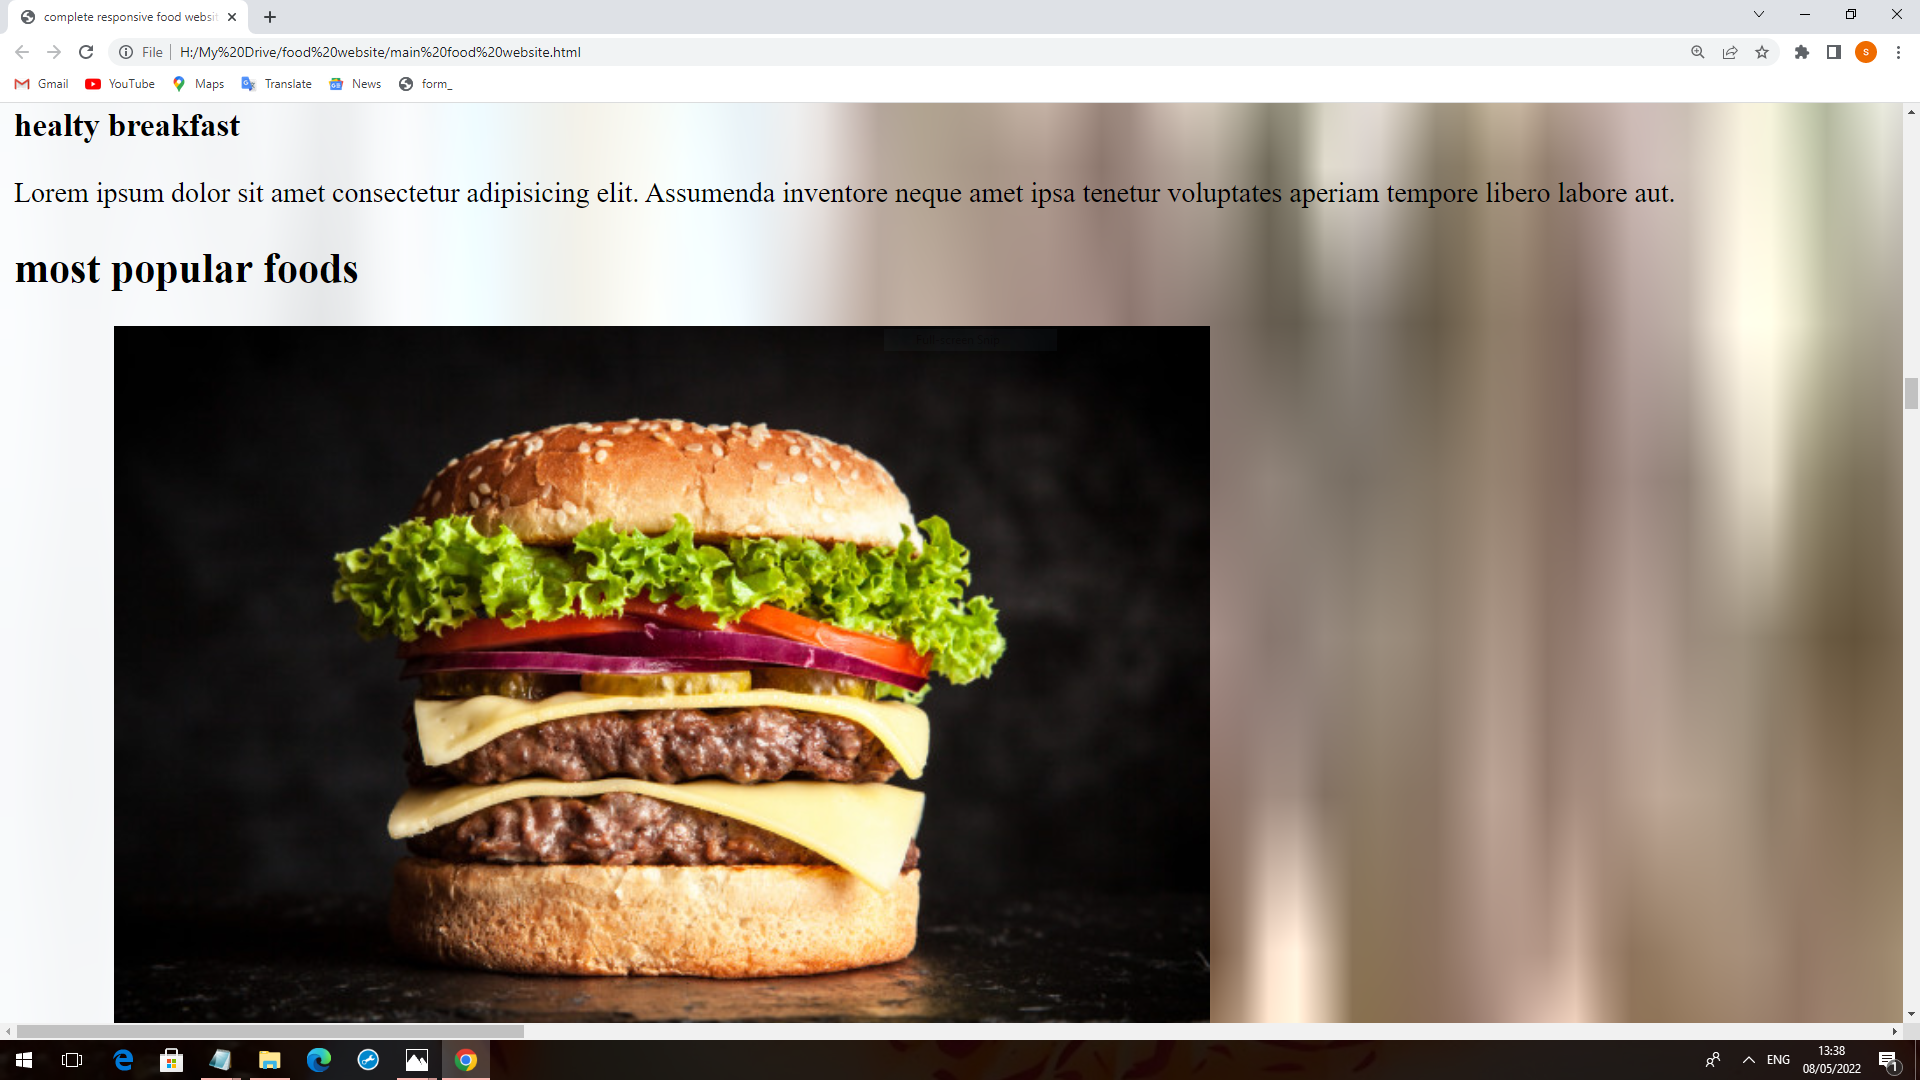 complete responsive food websit
File
H:/My%20Drive/food%20website/main%20food%20website.html
s
Gmail
YouTube
Maps
Translate
News
form_
healty breakfast
Lorem ipsum dolor sit amet consectetur adipisicing elit. Assumenda inventore neque amet ipsa tenetur voluptates aperiam tempore libero labore aut.
most popular foods
ENG
13:38
08/05/2022
1